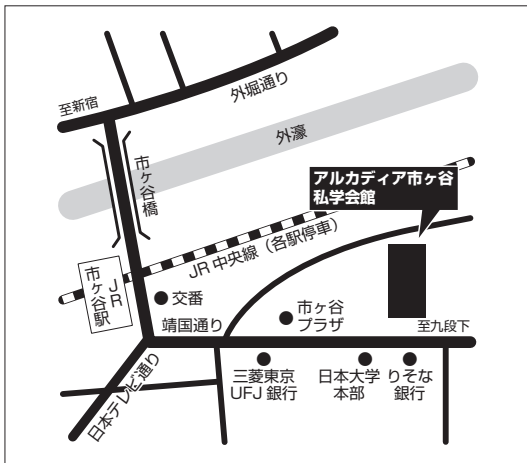 至新宿
外堀通り
外濠
市ヶ谷橋
アルカディア市ヶ谷
私学会館
JR 中央線（各駅停車）
JR
市ヶ谷駅
交番
市ヶ谷
プラザ
靖国通り
至九段下
日本テレビ通り
三菱東京
UFJ 銀行
日本大学
本部
りそな
銀行